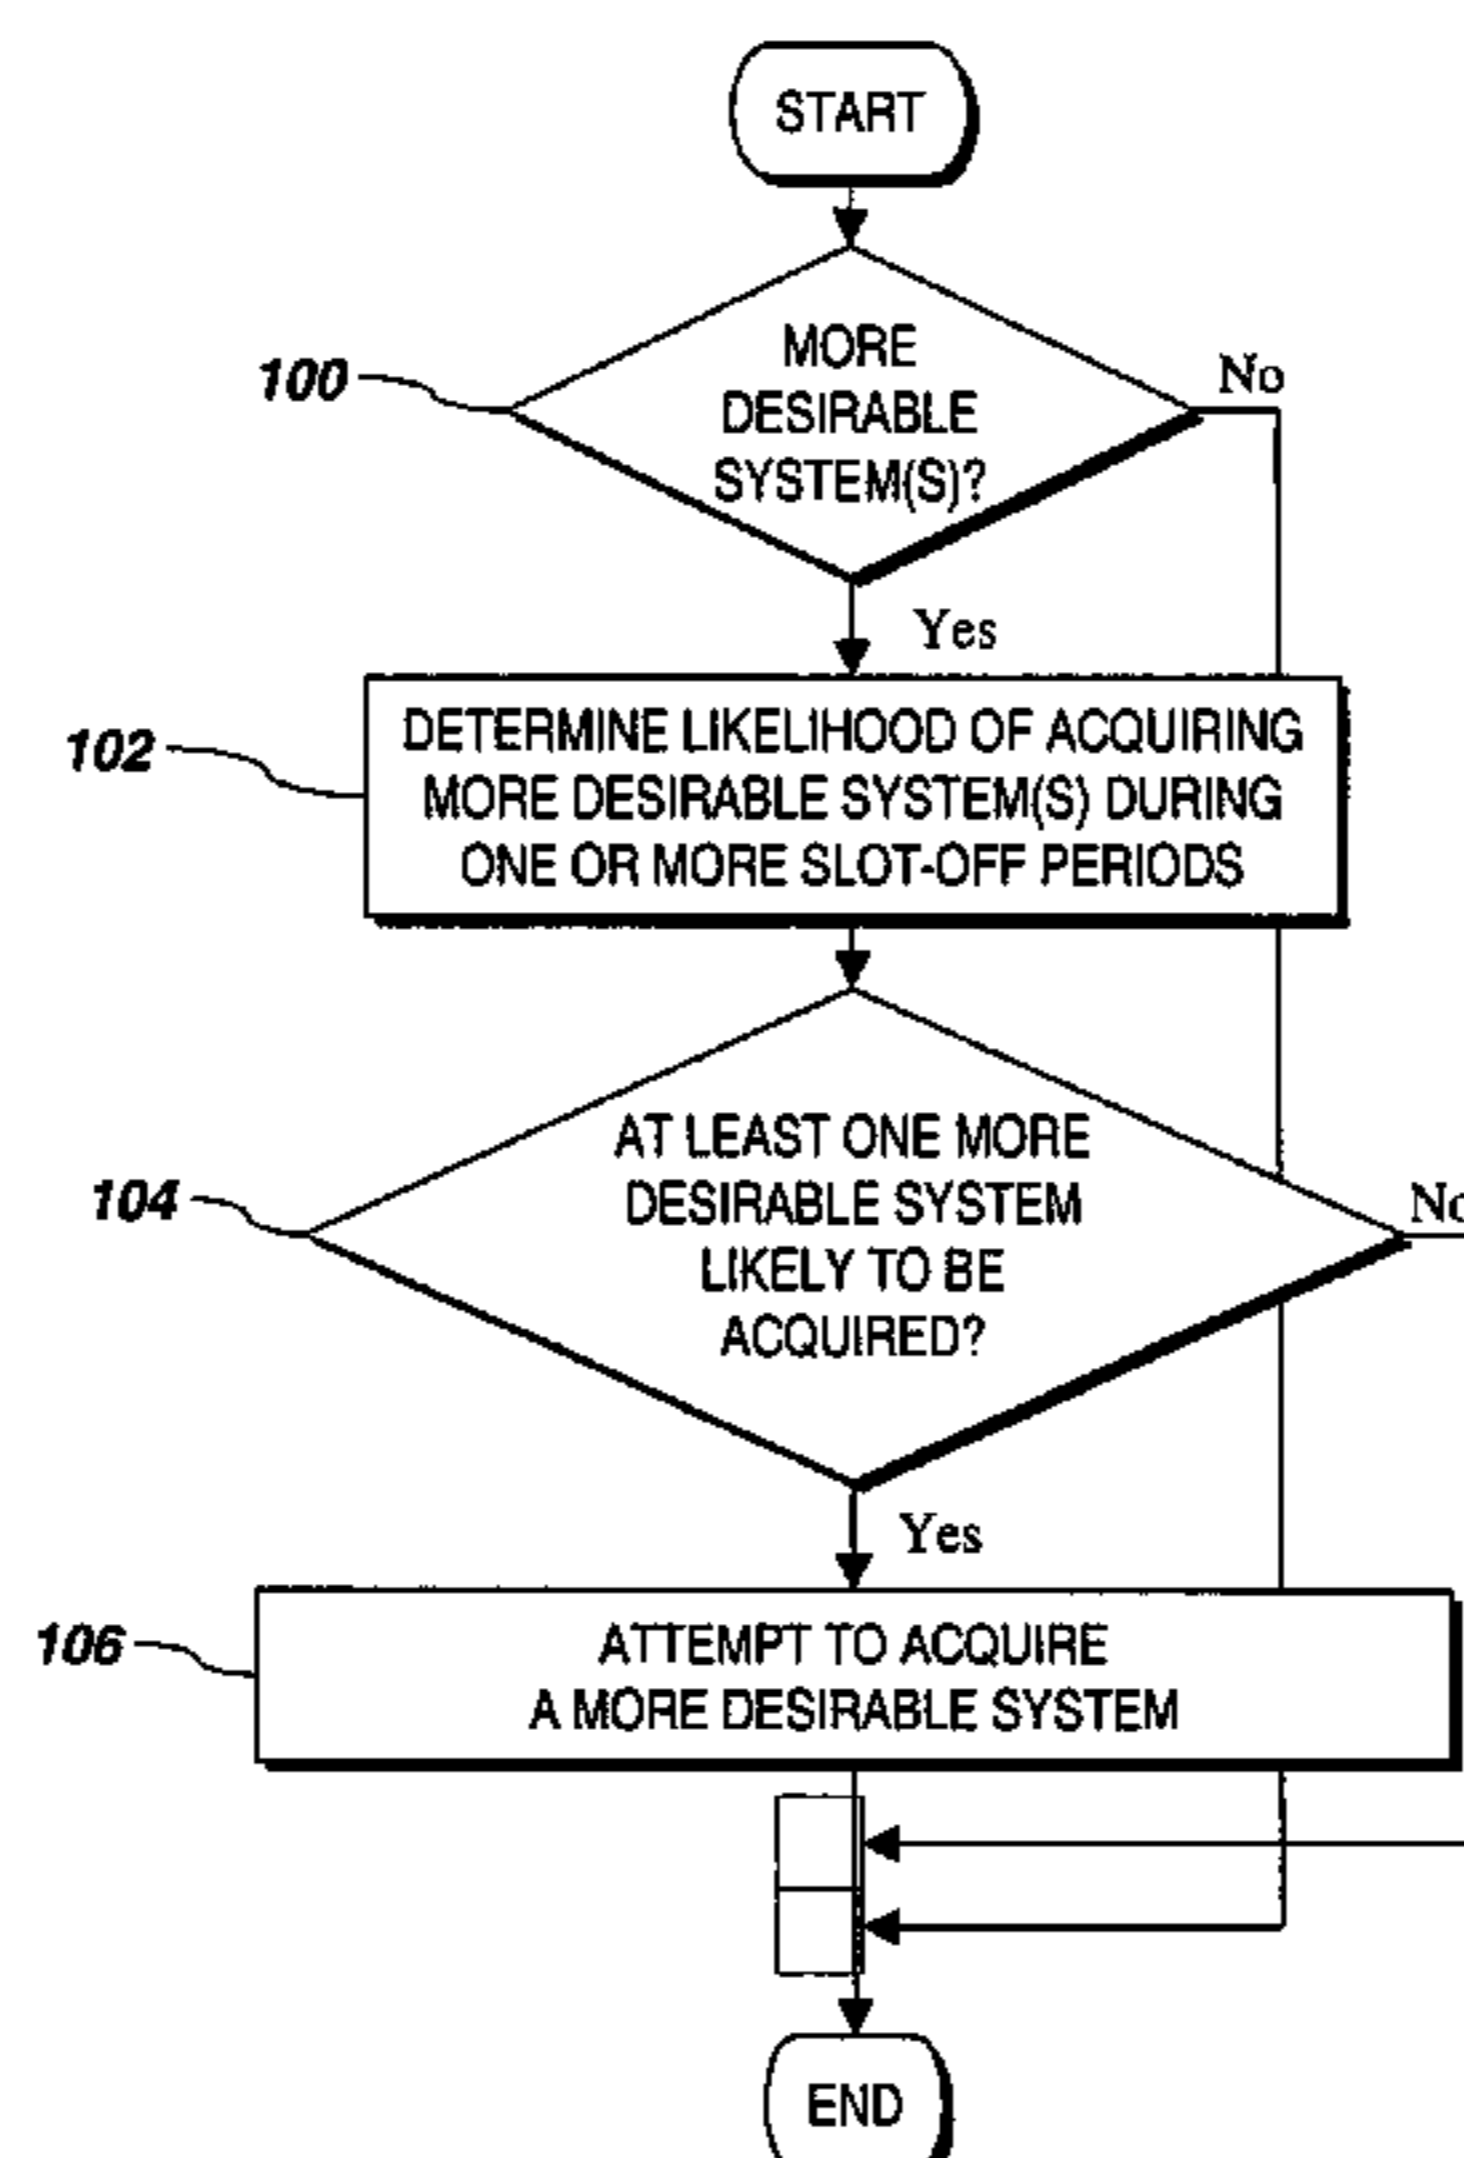 START
100
MORE
DESIRABLE
SYSTEM(S)?
No
Yes
102
DETERMINE LIKELIHOOD OF ACQUIRING
MORE DESIRABLE SYSTEM(S) DURING
ONE OR MORE SLOT-OFF PERIODS
104
AT LEAST ONE MORE
DESIRABLE SYSTEM
LIKELY TO BE
ACQUIRED?
No
Yes
106
ATTEMPT TO ACQUIRE
A MORE DESIRABLE SYSTEM
END